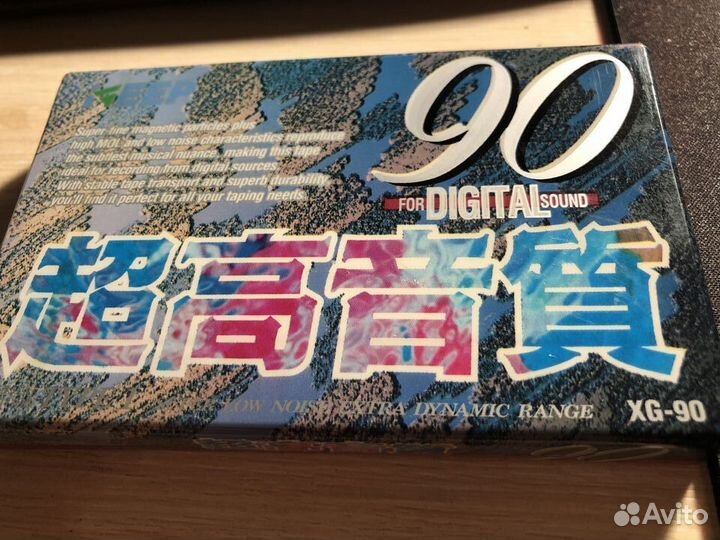 KEEP
90
Super-fine magnetic particles plus
high MOL and low noise characteristics reproduce
the subtlest musical nuance, making this tape
ideal for recording from digital sources.
With stable tape transport and superb durability,
you'll find it perfect for all your taping needs.
FOR DIGITAL SOUND
超高音質
LOW NOISE EXTRA DYNAMIC RANGE
XG-90
90
Avito